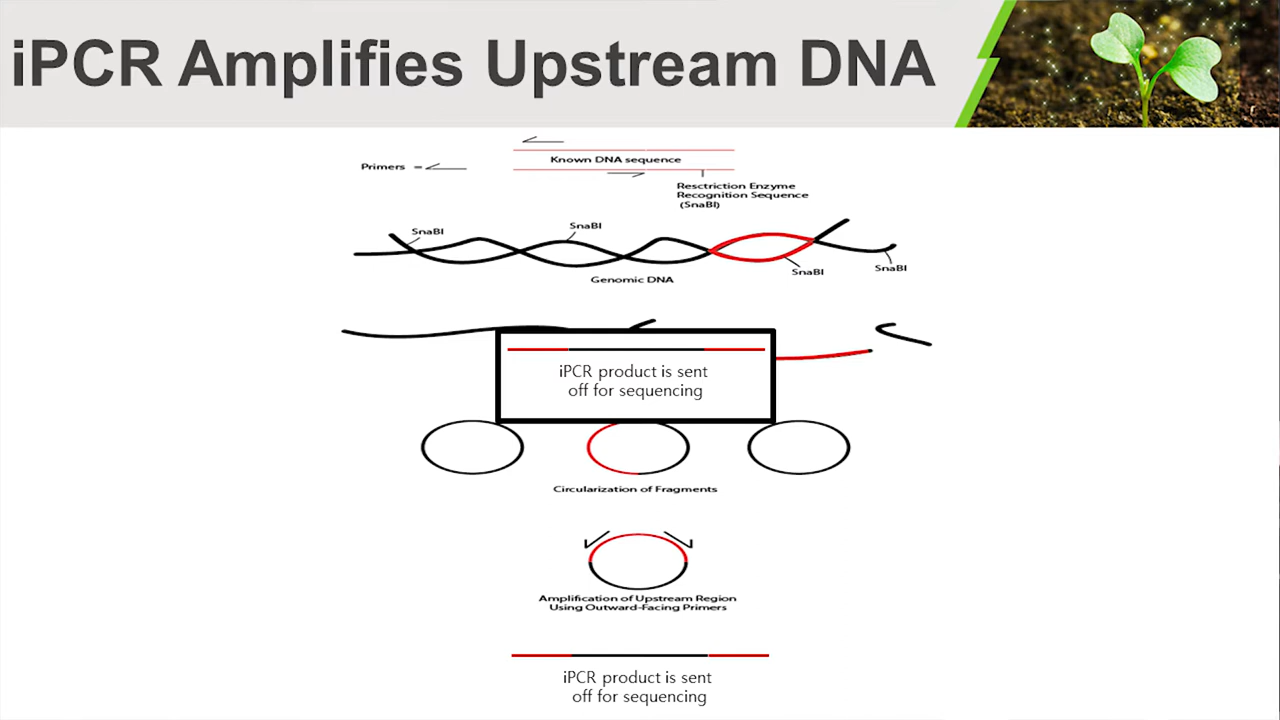 iPCR Amplifies Upstream DNA
Known DNA sequence
Primers =
Resctriction Enzyme
Recognition Sequence
(SnaBI)
SnaBI
SnaBI
SnaBI
SnaBI
Genomic DNA
iPCR product is sent
off for sequencing
Circularization of Fragments
Amplification of Upstream Region
Using Outward-Facing Primers
iPCR product is sent
off for sequencing